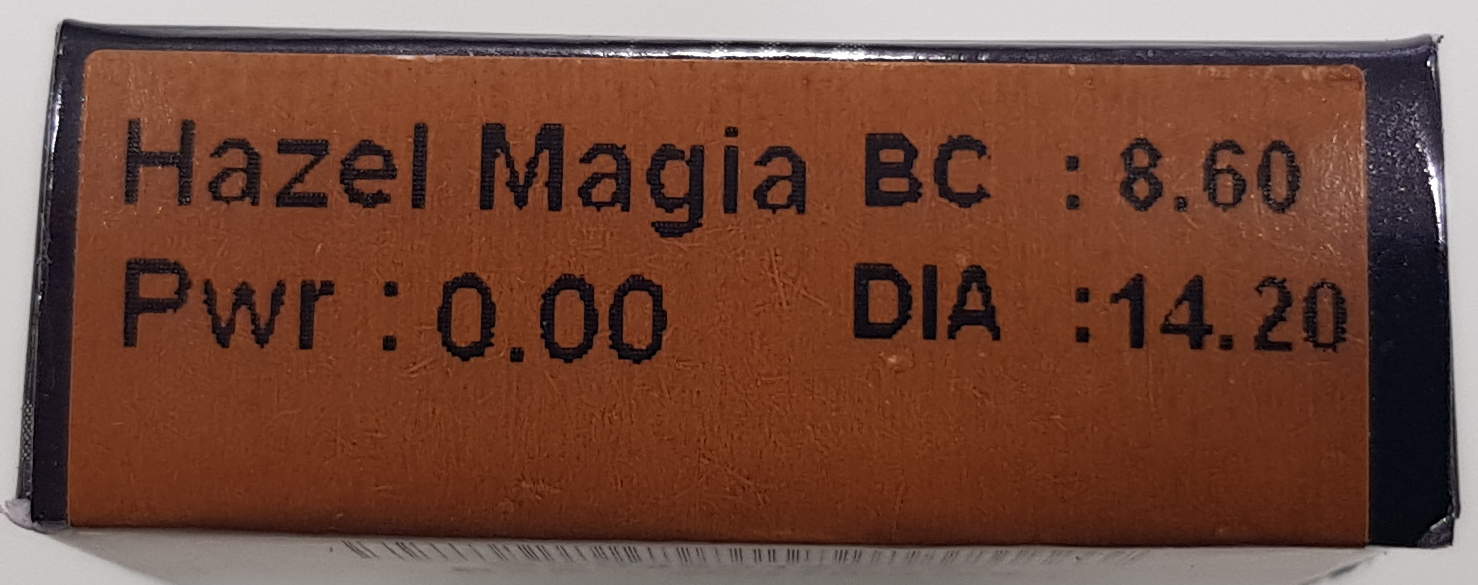 Hazel Magia BC : 8.60
Pwr : 0.00 DIA : 14.20